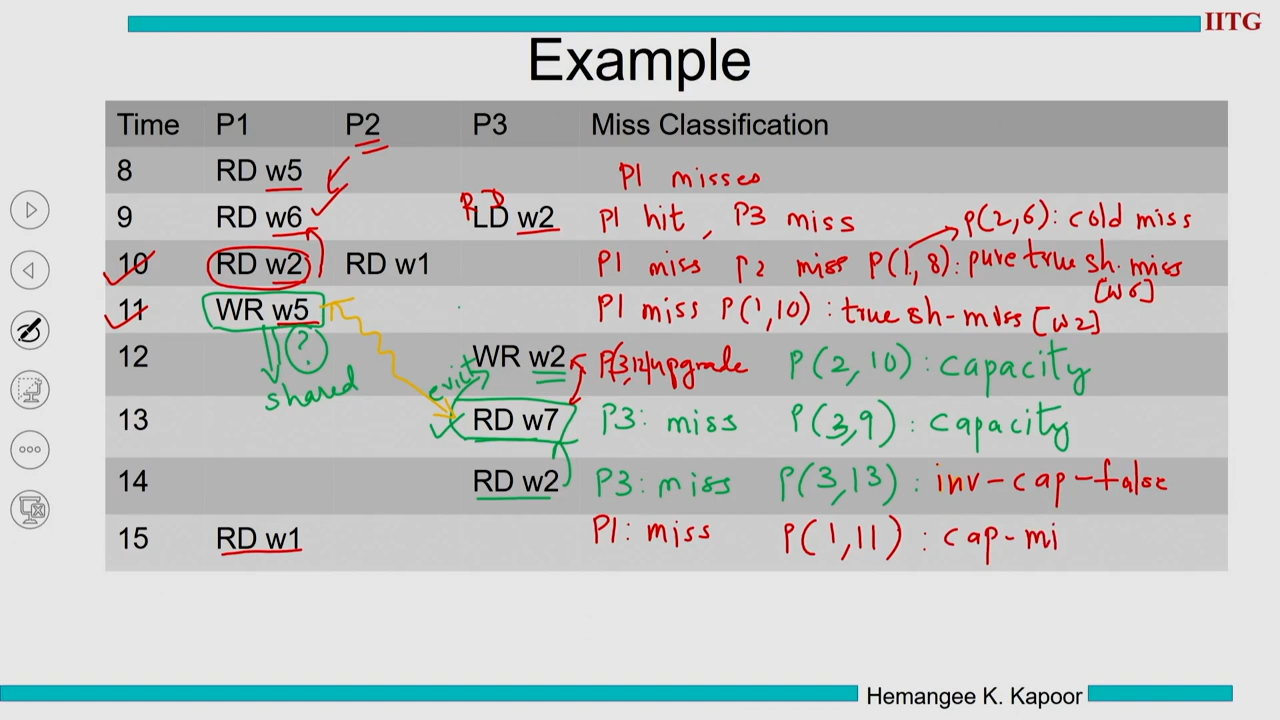 IITG
Example
Time P1 P2 P3 Miss Classification
8 RD w5 P1 misses
9 RD w6 RD LD w2 P1 hit, P3 miss P(2,6): cold miss
10 RD w2 RD w1 P1 miss P2 miss P(1,8): pure true sh. miss
[w6]
11 WR w5 P1 miss P(1,10): true sh-miss [w2]
?
shared
12 WR w2 P(3,12)upgrade P(2,10): capacity
evict
13 RD w7 P3: miss P(3,9): capacity
14 RD w2 P3: miss P(3,13): inv-cap-false
15 RD w1 P1: miss P(1,11): cap-mi
Hemangee K. Kapoor